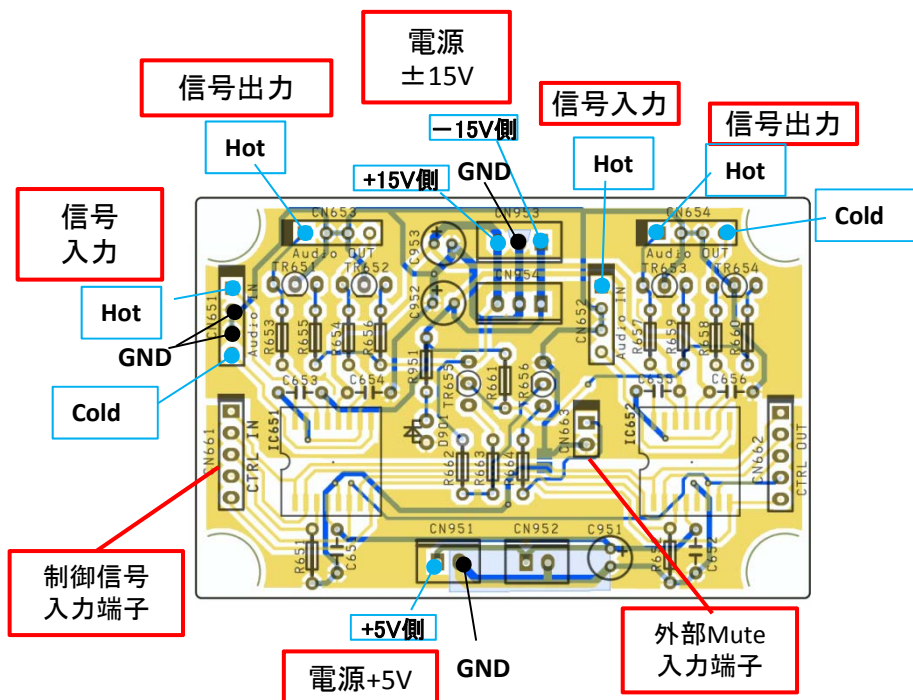 電源
±15V
信号出力
信号入力
信号出力
Hot
－15V側
Hot
Hot
GND
+15V側
Cold
信号
入力
CN653
CN953
CN654
Audio OUT
Audio OUT
C953
TR651
TR652
TR653
TR654
Hot
CN954
Audio IN
CN652
Audio IN
C952
GND
R653
R655
R654
R656
R657
R659
R658
R660
R951
C653
C654
TR655
R661
R656
C655
C656
Cold
CN661
CTRL IN
IC651
D901
CN663
IC652
CN662
CTRL OUT
R662
R663
R664
CN951
CN952
C951
R651
C652
制御信号
入力端子
+5V側
GND
外部Mute
入力端子
電源+5V